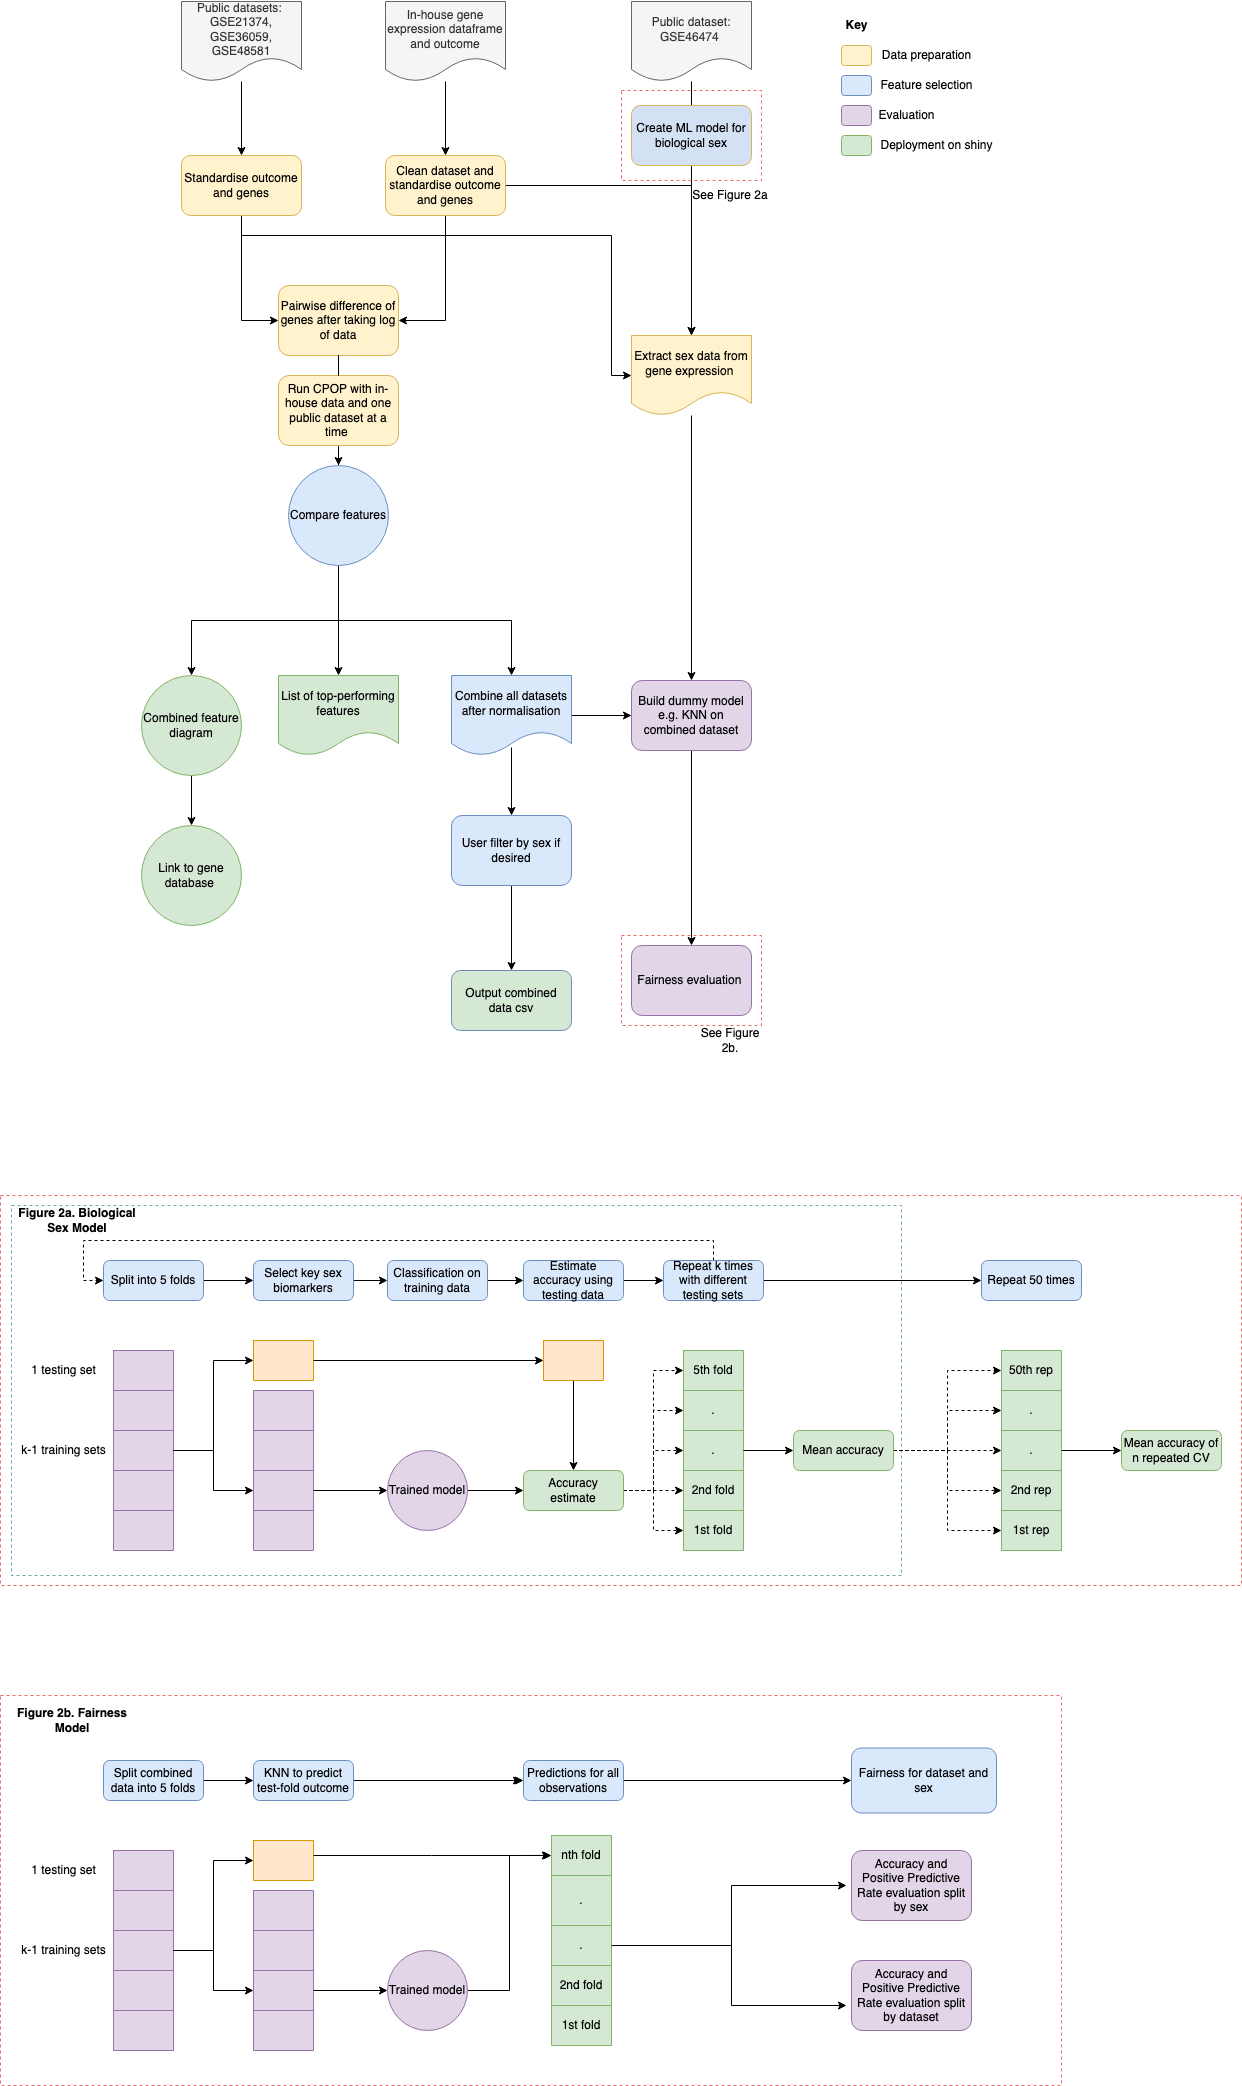 Public datasets:
GSE21374,
GSE36059,
GSE48581
In-house gene
expression dataframe
and outcome
Public dataset:
GSE46474
Key
Data preparation
Feature selection
Evaluation
Deployment on shiny
Create ML model for
biological sex
See Figure 2a
Standardise outcome
and genes
Clean dataset and
standardise outcome
and genes
Pairwise difference of
genes after taking log
of data
Run CPOP with in-
house data and one
public dataset at a
time
Extract sex data from
gene expression
Compare features
Combined feature
diagram
List of top-performing
features
Combine all datasets
after normalisation
Build dummy model
e.g. KNN on
combined dataset
Link to gene
database
User filter by sex if
desired
Output combined
data csv
Fairness evaluation
See Figure
2b.
Figure 2a. Biological
Sex Model
Split into 5 folds
Select key sex
biomarkers
Classification on
training data
Estimate
accuracy using
testing data
Repeat k times
with different
testing sets
Repeat 50 times
1 testing set
k-1 training sets
Trained model
Accuracy
estimate
5th fold
.
.
2nd fold
1st fold
Mean accuracy
50th rep
.
.
2nd rep
1st rep
Mean accuracy of
n repeated CV
Figure 2b. Fairness
Model
Split combined
data into 5 folds
KNN to predict
test-fold outcome
Predictions for all
observations
Fairness for dataset and
sex
1 testing set
k-1 training sets
Trained model
nth fold
.
.
2nd fold
1st fold
Accuracy and
Positive Predictive
Rate evaluation split
by sex
Accuracy and
Positive Predictive
Rate evaluation split
by dataset